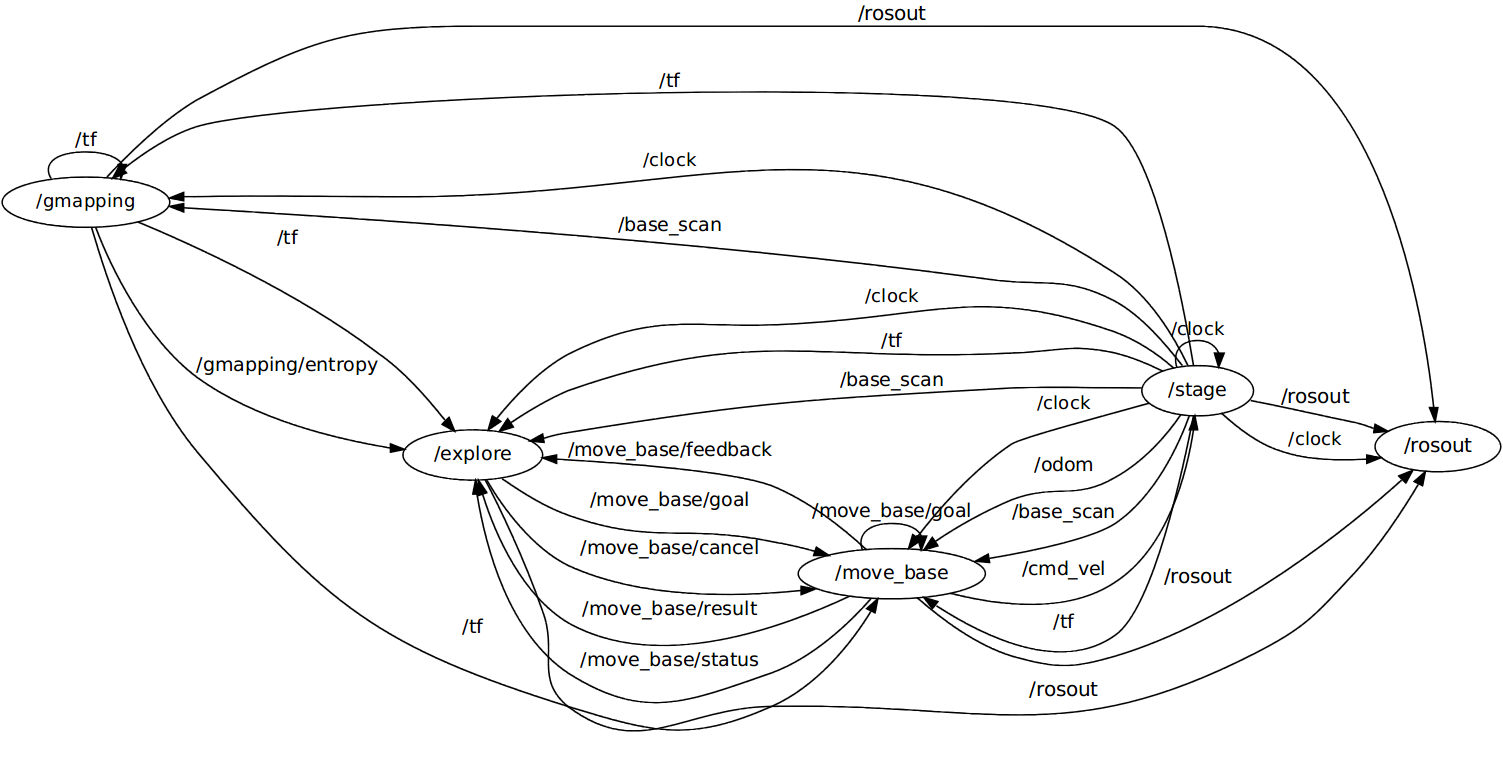 /rosout
/tf
/tf
/clock
/gmapping
/base_scan
/tf
/clock
/clock
/tf
/gmapping/entropy
/base_scan
/stage
/rosout
/clock
/clock
/rosout
/explore
/move_base/feedback
/odom
/move_base/goal
/move_base/goal
/base_scan
/move_base/cancel
/move_base
/cmd_vel
/rosout
/move_base/result
/tf
/tf
/move_base/status
/rosout